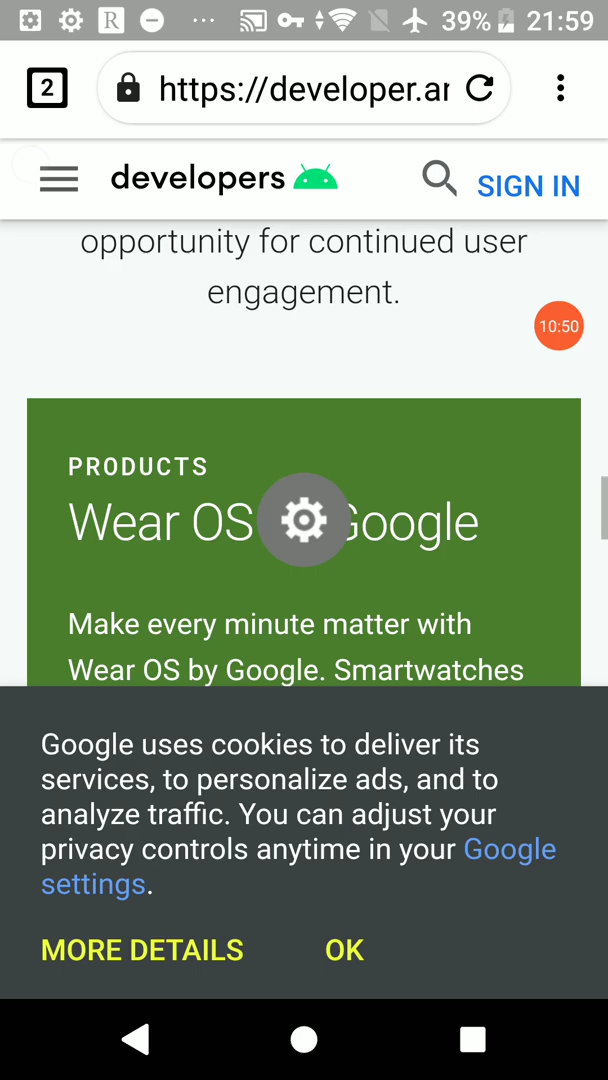 R ... 39% 21:59
2 https://developer.ar
developers SIGN IN
opportunity for continued user
engagement.
10:50
PRODUCTS
Wear OS Google
Make every minute matter with
Wear OS by Google. Smartwatches
Google uses cookies to deliver its
services, to personalize ads, and to
analyze traffic. You can adjust your
privacy controls anytime in your Google
settings.
MORE DETAILS OK